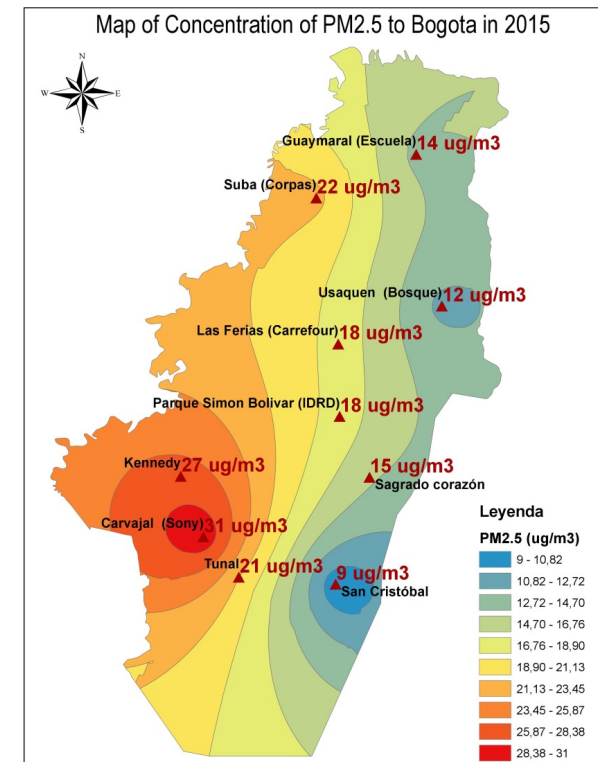 Map of Concentration of PM2.5 to Bogota in 2015
N
W E
S
Guaymaral (Escuela) 14 ug/m3
Suba (Corpas) 22 ug/m3
Usaquen (Bosque) 12 ug/m3
Las Ferias (Carrefour) 18 ug/m3
Parque Simon Bolivar (IDRD) 18 ug/m3
Kennedy 27 ug/m3
15 ug/m3
Sagrado corazón
Carvajal (Sony) 31 ug/m3
Tunal 21 ug/m3
9 ug/m3
San Cristóbal
Leyenda
PM2.5 (ug/m3)
9 - 10,82
10,82 - 12,72
12,72 - 14,70
14,70 - 16,76
16,76 - 18,90
18,90 - 21,13
21,13 - 23,45
23,45 - 25,87
25,87 - 28,38
28,38 - 31